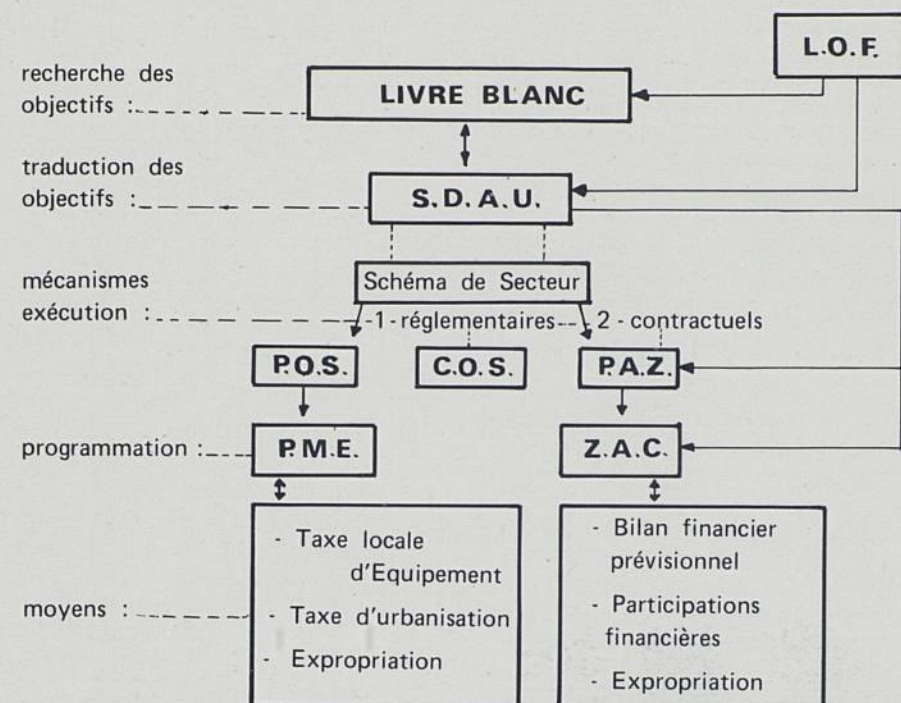 L.O.F.
recherche des
objectifs :
LIVRE BLANC
traduction des
objectifs :
S.D.A.U.
mécanismes
exécution :
Schéma de Secteur
1 - réglementaires
2 - contractuels
P.O.S.
C.O.S.
P.A.Z.
programmation :
P.M.E.
Z.A.C.
moyens :
- Taxe locale
d'Equipement
- Taxe d'urbanisation
- Expropriation
- Bilan financier
prévisionnel
- Participations
financières
- Expropriation